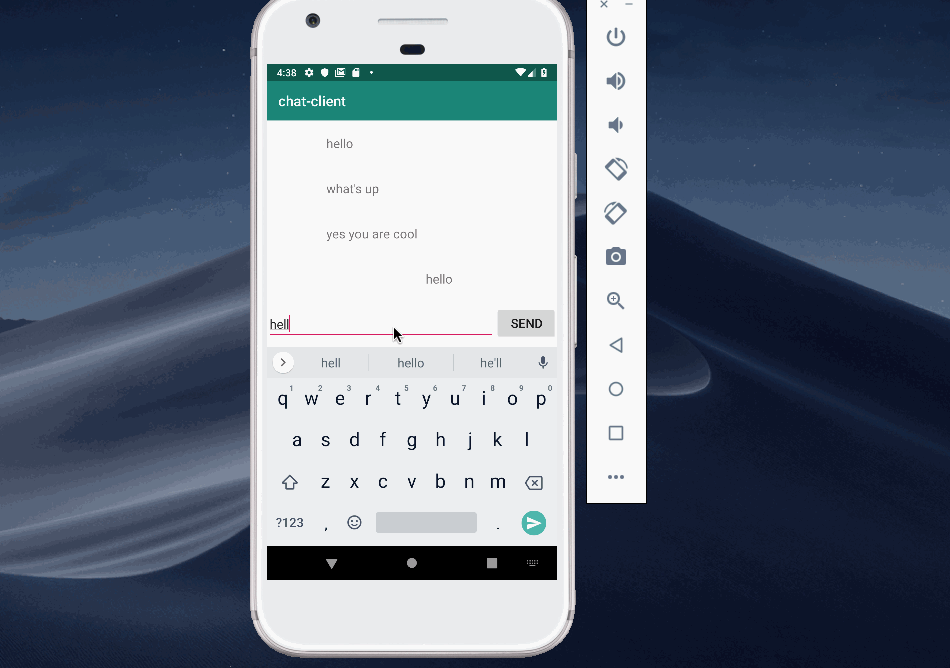 4:38
chat-client
hello
what's up
yes you are cool
hello
hell SEND
hell hello he'll
1 2 3 4 5 6 7 8 9 0
q w e r t y u i o p
a s d f g h j k l
z x c v b n m
?123 , .